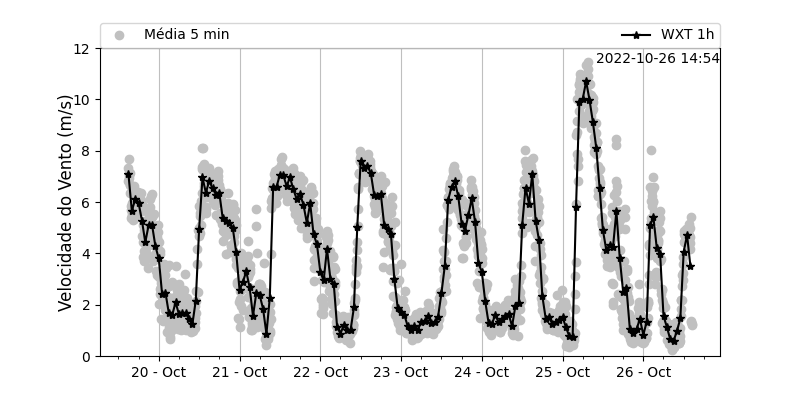 Média 5 min
WXT 1h
2022-10-26 14:54
Velocidade do Vento (m/s)
12
10
8
6
4
2
0
20 - Oct
21 - Oct
22 - Oct
23 - Oct
24 - Oct
25 - Oct
26 - Oct